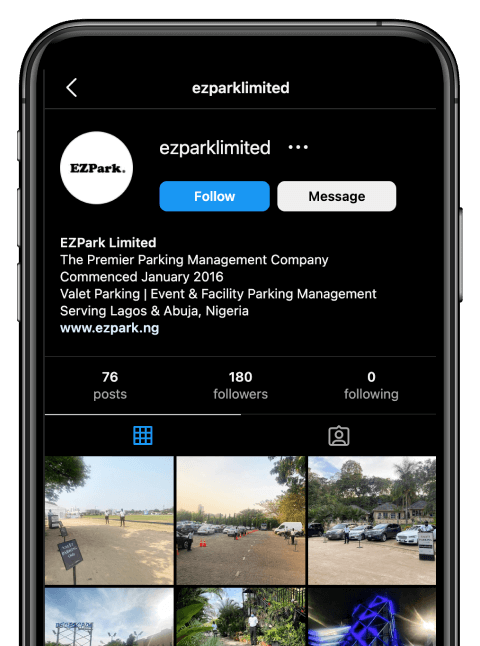 ezparklimited
EZPark.
ezparklimited
Follow
Message
EZPark Limited
The Premier Parking Management Company
Commenced January 2016
Valet Parking | Event & Facility Parking Management
Serving Lagos & Abuja, Nigeria
www.ezpark.ng
76
posts
180
followers
0
following